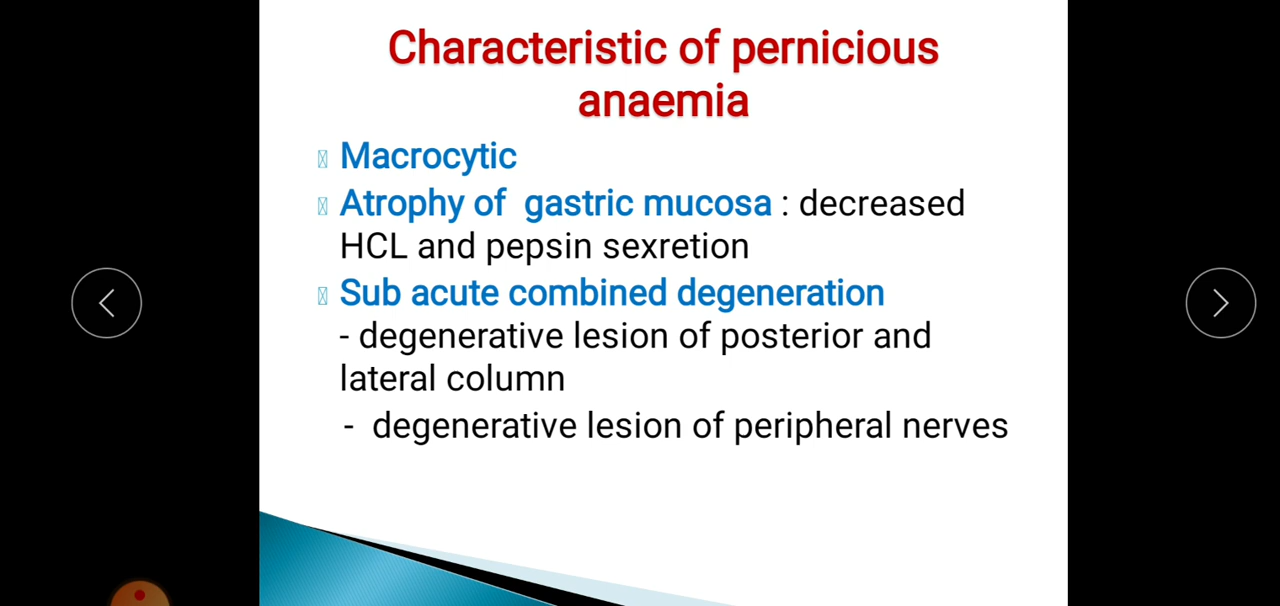 Characteristic of pernicious
anaemia
Macrocytic
Atrophy of gastric mucosa : decreased
HCL and pepsin sexretion
Sub acute combined degeneration
- degenerative lesion of posterior and
lateral column
- degenerative lesion of peripheral nerves